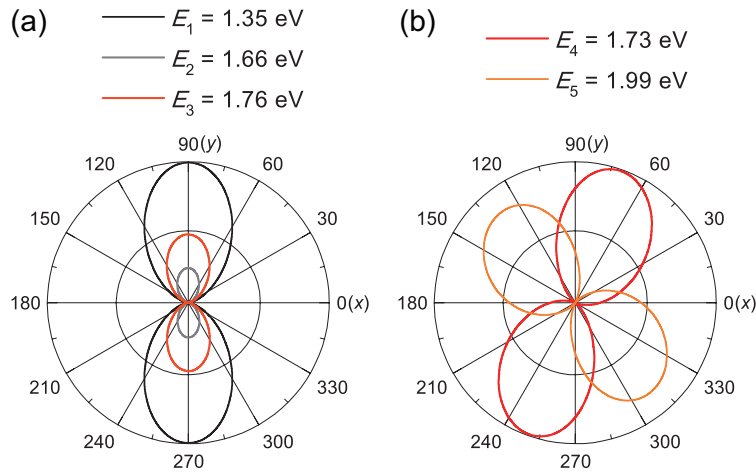 (a)
E1 = 1.35 eV
E2 = 1.66 eV
E3 = 1.76 eV
90(y)
120 60
150 30
180 0(x)
210 330
240 300
270
(b)
E4 = 1.73 eV
E5 = 1.99 eV
90(y)
120 60
150 30
180 0(x)
210 330
240 300
270